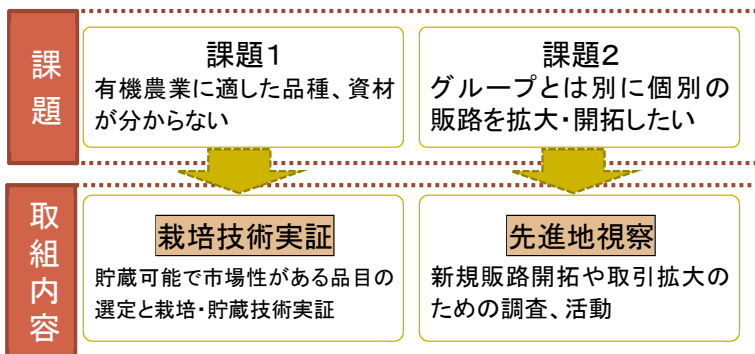 課題
課題1
有機農業に適した品種、資材
が分からない
課題2
グループとは別に個別の
販路を拡大・開拓したい
取組内容
栽培技術実証
貯蔵可能で市場性がある品目の
選定と栽培・貯蔵技術実証
先進地視察
新規販路開拓や取引拡大の
ための調査、活動